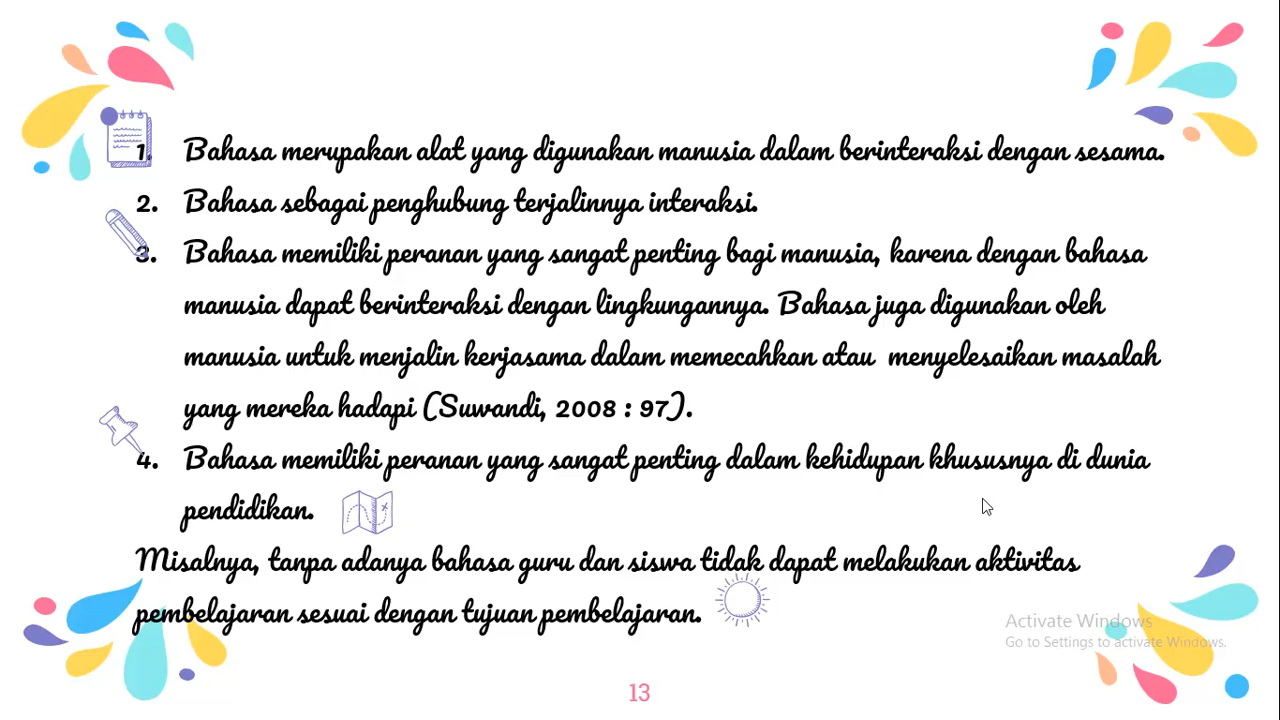 1. Bahasa merupakan alat yang digunakan manusia dalam berinteraksi dengan sesama.
2. Bahasa sebagai penghubung terjalinnya interaksi.
3. Bahasa memiliki peranan yang sangat penting bagi manusia, karena dengan bahasa
manusia dapat berinteraksi dengan lingkungannya. Bahasa juga digunakan oleh
manusia untuk menjalin kerjasama dalam memecahkan atau menyelesaikan masalah
yang mereka hadapi (Suwandi, 2008 : 97).
4. Bahasa memiliki peranan yang sangat penting dalam kehidupan khususnya di dunia
pendidikan.
Misalnya, tanpa adanya bahasa guru dan siswa tidak dapat melakukan aktivitas
pembelajaran sesuai dengan tujuan pembelajaran.
Activate Windows
Go to Settings to activate Windows.
13